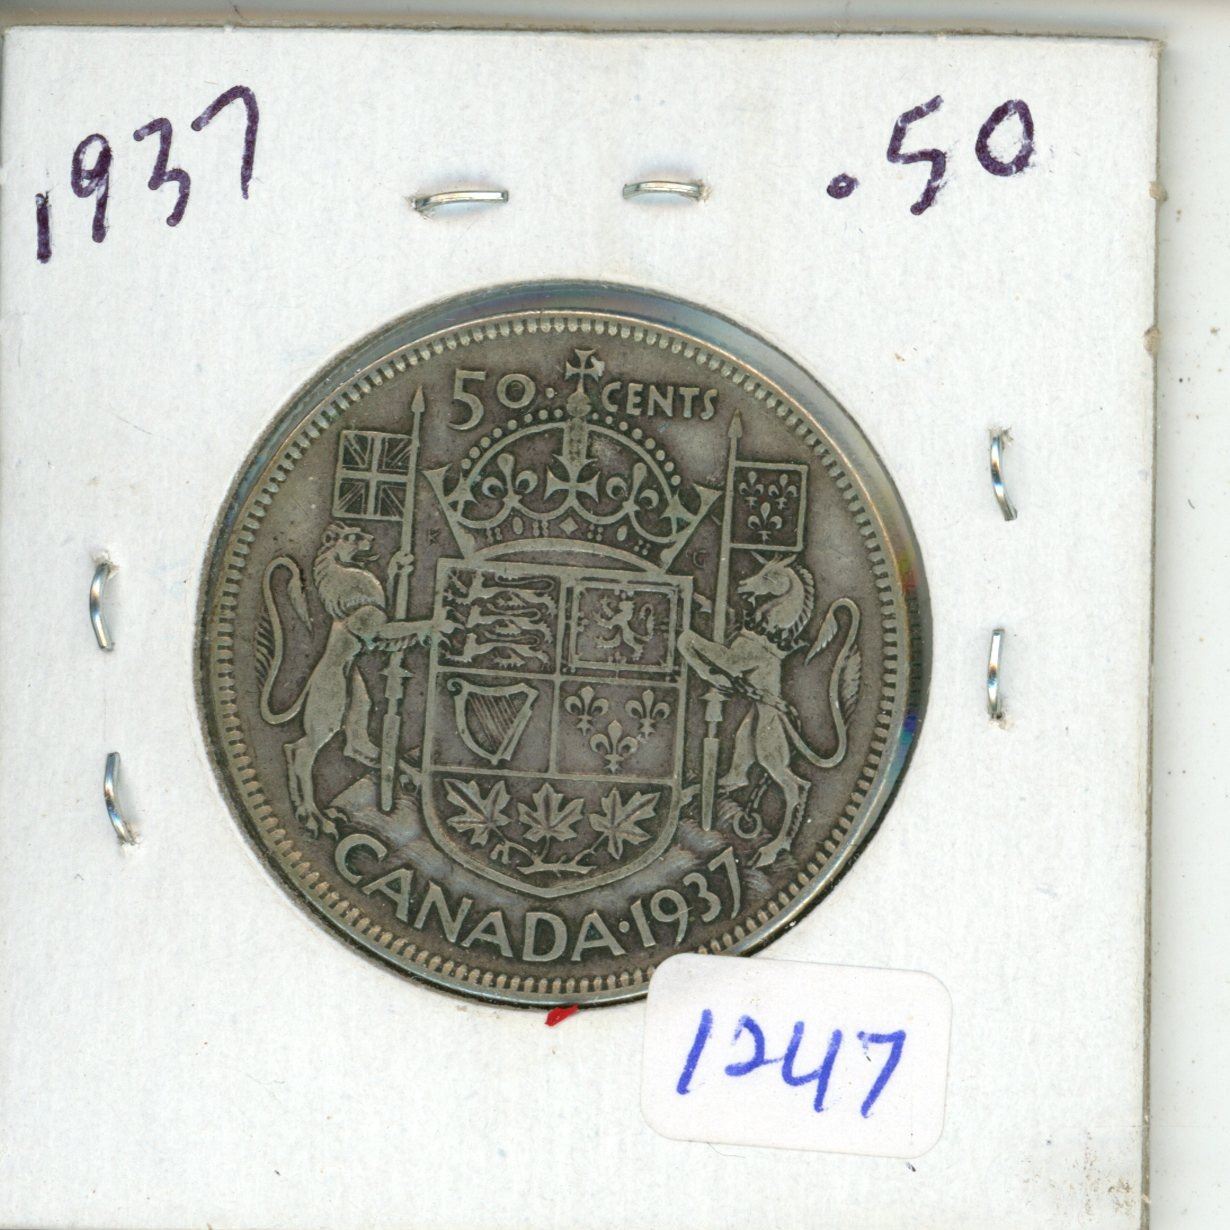 1937 .50
50 CENTS
K C
CANADA · 1937
1247